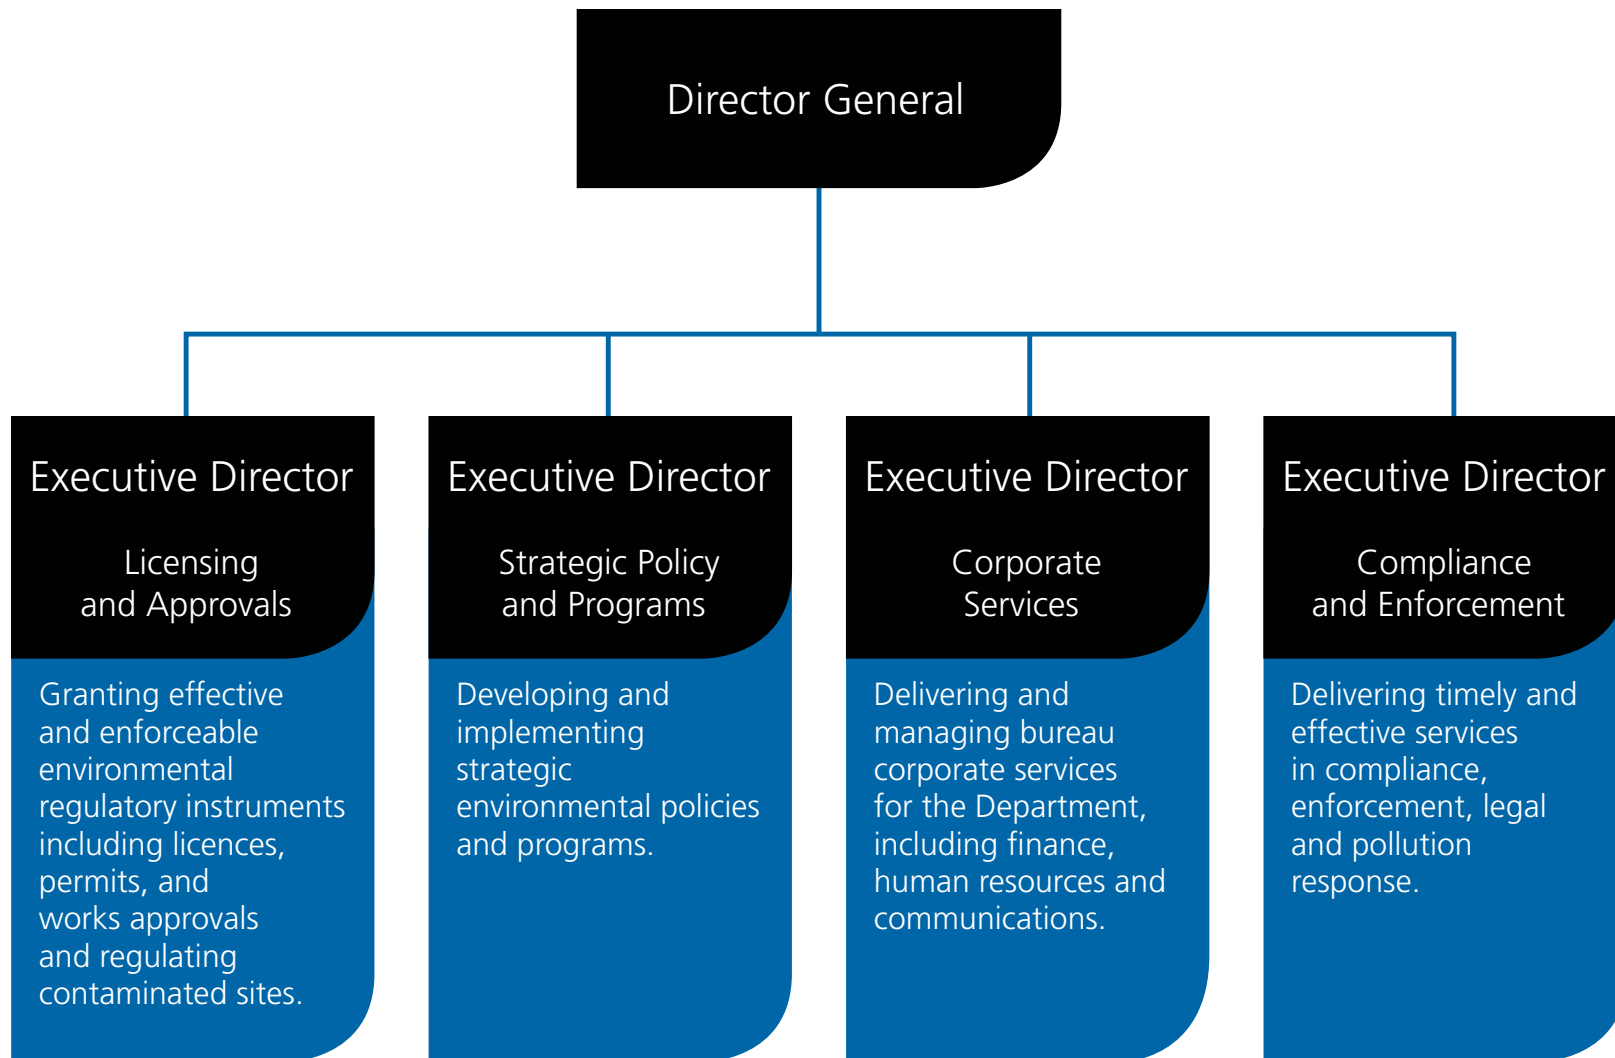 Director General
Executive Director
Licensing
and Approvals
Granting effective
and enforceable
environmental
regulatory instruments
including licences,
permits, and
works approvals
and regulating
contaminated sites.
Executive Director
Strategic Policy
and Programs
Developing and
implementing
strategic
environmental policies
and programs.
Executive Director
Corporate
Services
Delivering and
managing bureau
corporate services
for the Department,
including finance,
human resources and
communications.
Executive Director
Compliance
and Enforcement
Delivering timely and
effective services
in compliance,
enforcement, legal
and pollution
response.